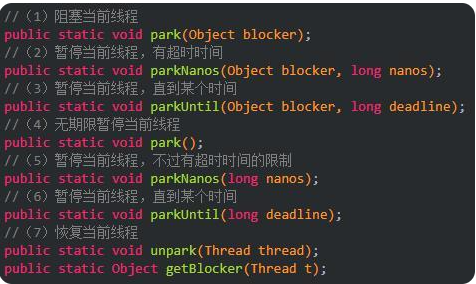 //（1）阻塞当前线程
public static void park(Object blocker);
//（2）暂停当前线程，有超时时间
public static void parkNanos(Object blocker, long nanos);
//（3）暂停当前线程，直到某个时间
public static void parkUntil(Object blocker, long deadline);
//（4）无期限暂停当前线程
public static void park();
//（5）暂停当前线程，不过有超时时间的限制
public static void parkNanos(long nanos);
//（6）暂停当前线程，直到某个时间
public static void parkUntil(long deadline);
//（7）恢复当前线程
public static void unpark(Thread thread);
public static Object getBlocker(Thread t);